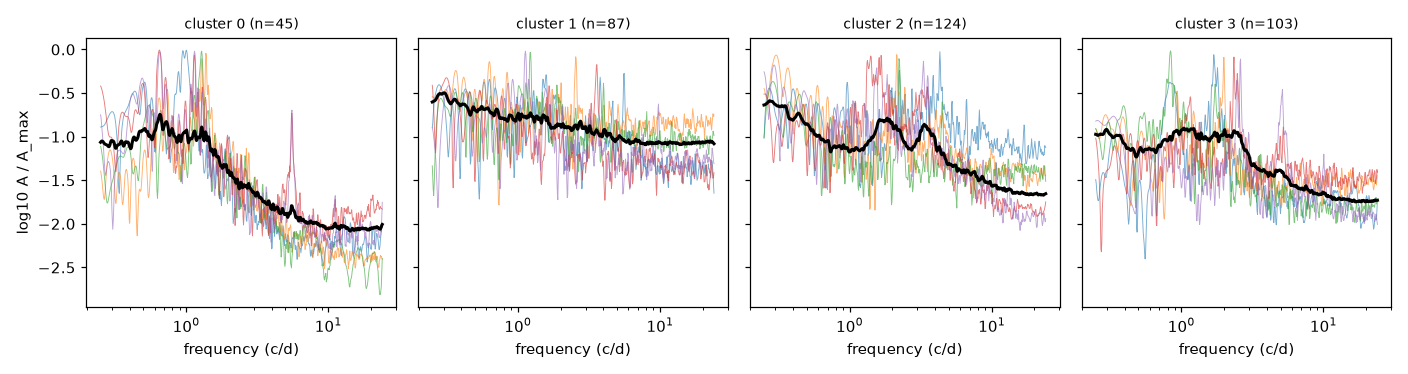 cluster 0 (n=45)
cluster 1 (n=87)
cluster 2 (n=124)
cluster 3 (n=103)
log10 A / A_max
0.0
−0.5
−1.0
−1.5
−2.0
−2.5
10⁰ 10¹
10⁰ 10¹
10⁰ 10¹
10⁰ 10¹
frequency (c/d)
frequency (c/d)
frequency (c/d)
frequency (c/d)